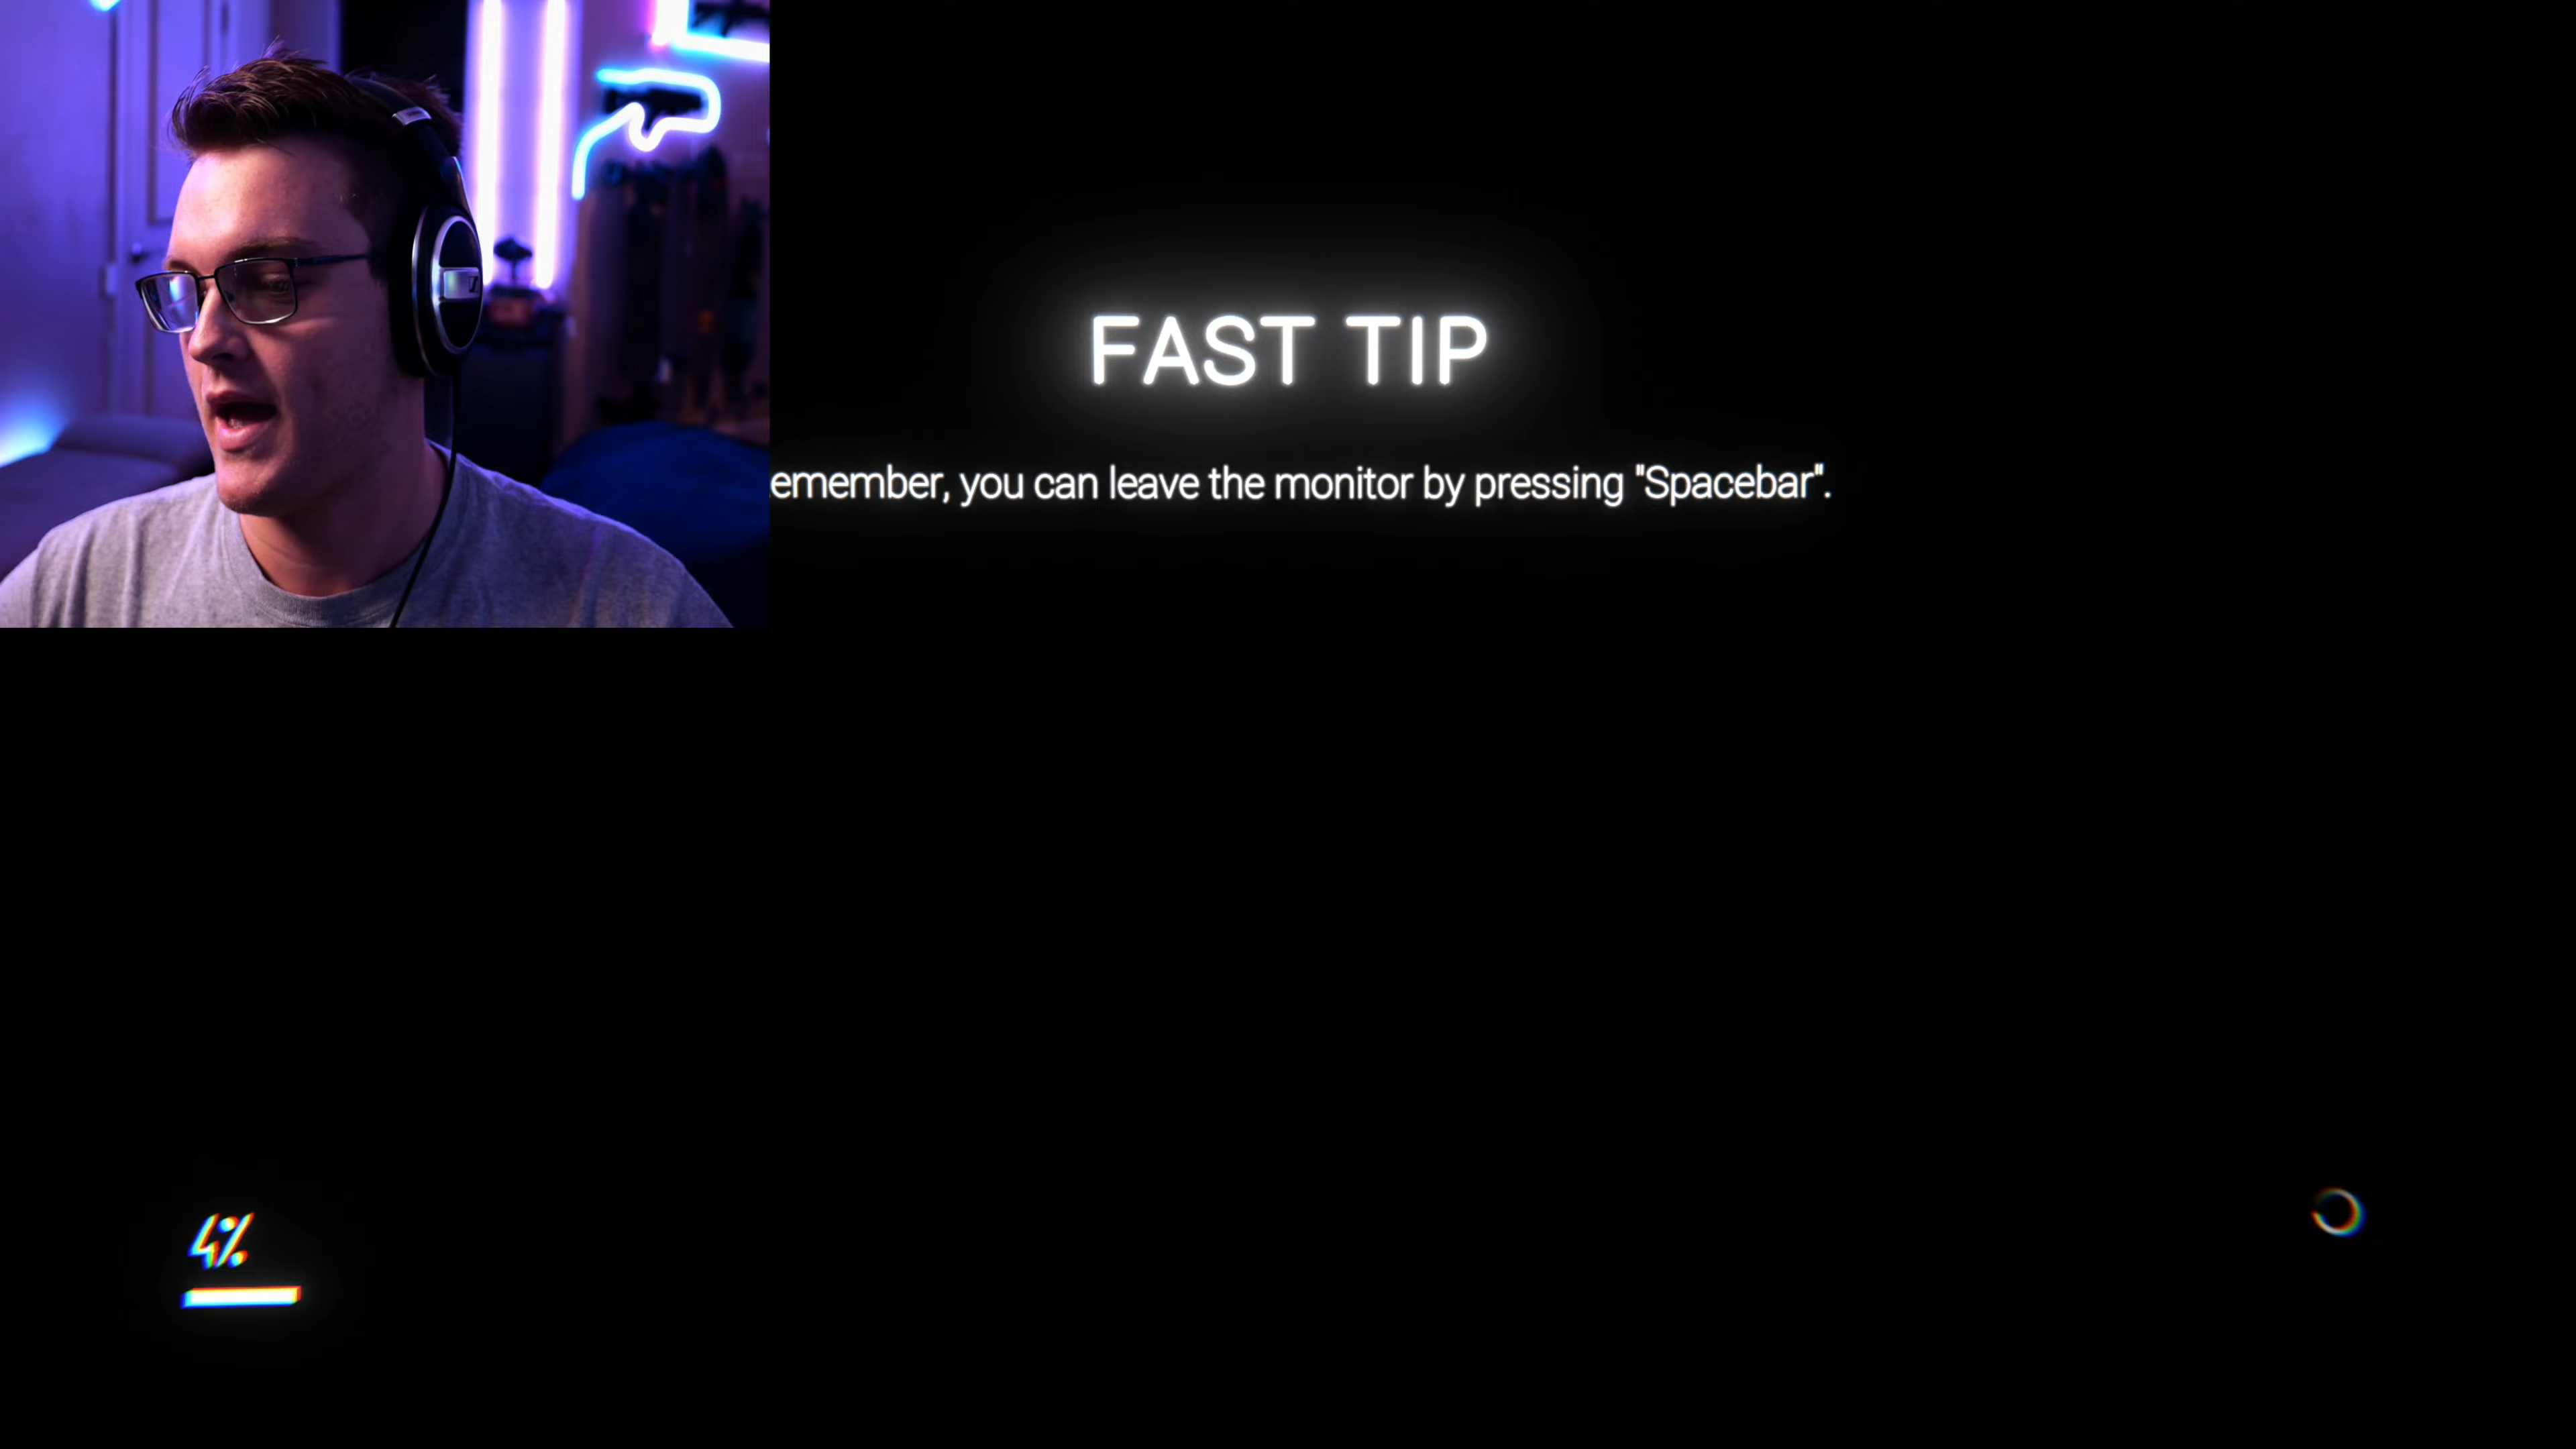 FAST TIP
emember, you can leave the monitor by pressing "Spacebar".
4%